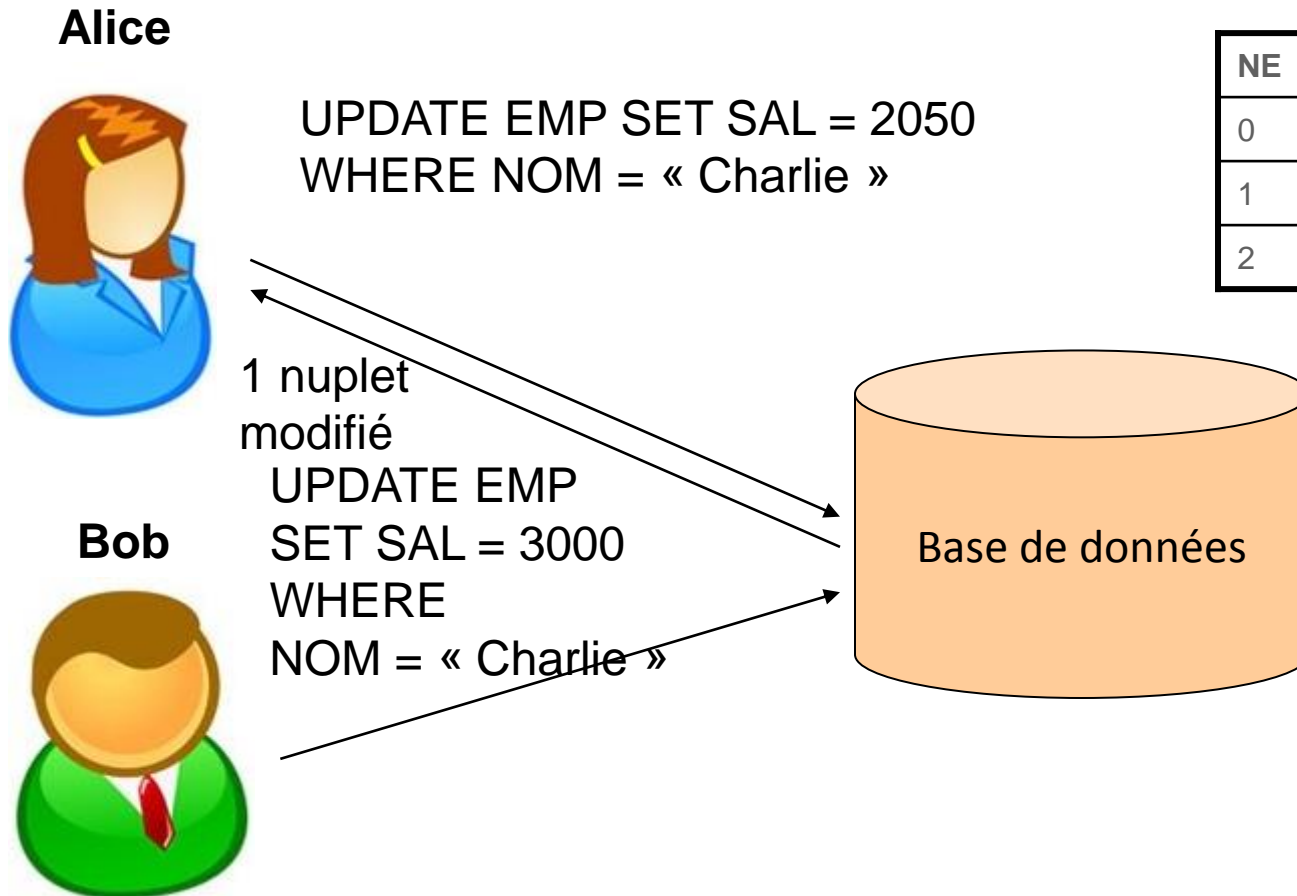 Alice
UPDATE EMP SET SAL = 2050
WHERE NOM = « Charlie »
NE
0
1
2
1 nuplet
modifié
Bob
UPDATE EMP
SET SAL = 3000
WHERE
NOM = « Charlie »
Base de données